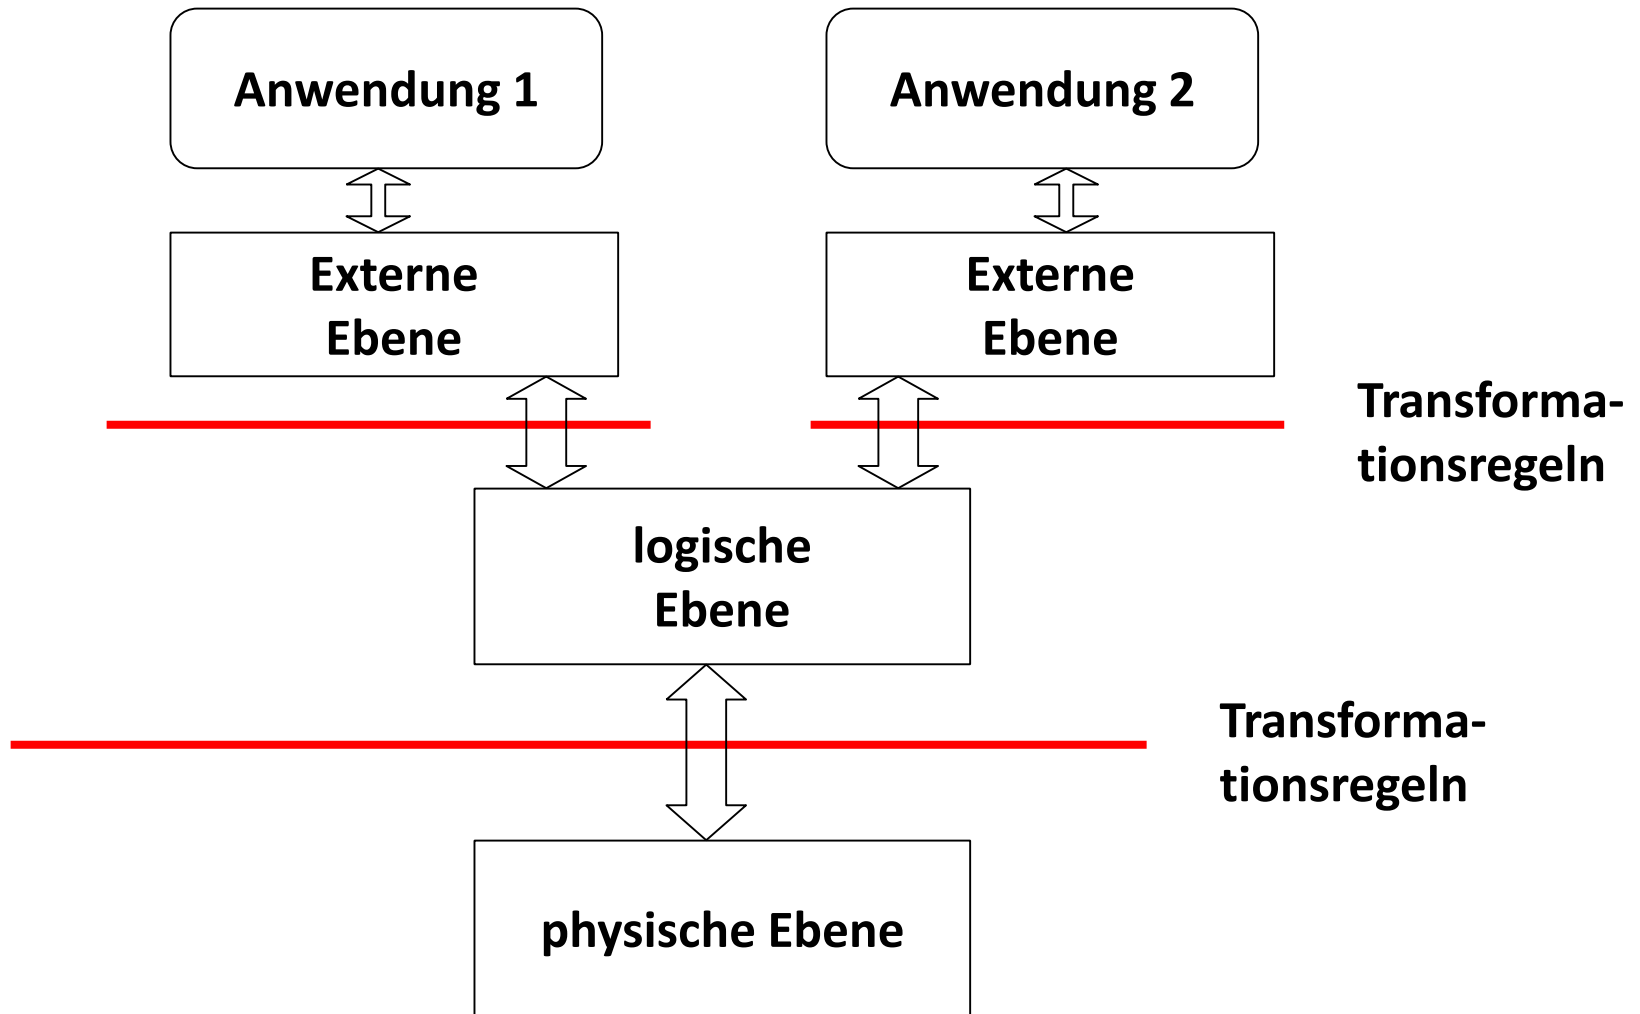 Anwendung 1
Anwendung 2
Externe
Ebene
Externe
Ebene
Transforma-
tionsregeln
logische
Ebene
Transforma-
tionsregeln
physische Ebene